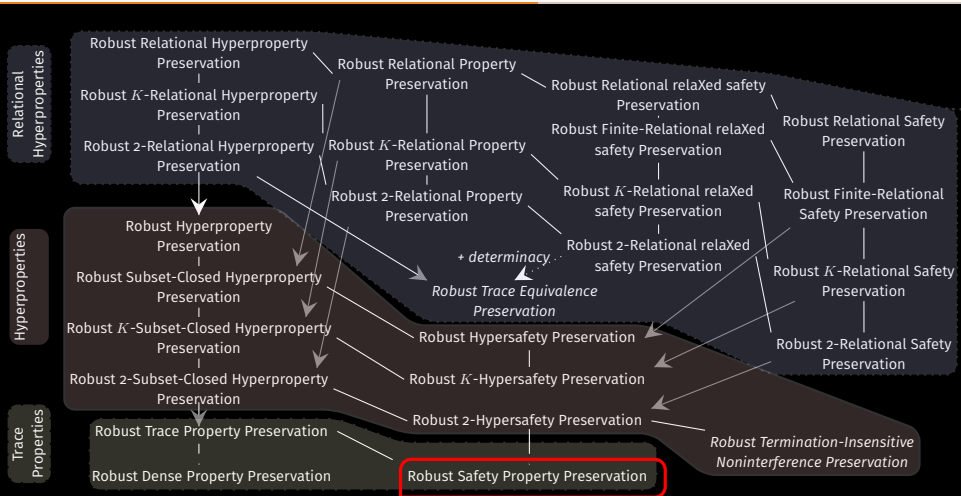 Relational
Hyperproperties
Robust Relational Hyperproperty
Preservation
Robust K-Relational Hyperproperty
Preservation
Robust 2-Relational Hyperproperty
Preservation
Robust Relational Property
Preservation
Robust K-Relational Property
Preservation
Robust 2-Relational Property
Preservation
Robust Relational relaXed safety
Preservation
Robust Finite-Relational relaXed
safety Preservation
Robust K-Relational relaXed
safety Preservation
Robust 2-Relational relaXed
safety Preservation
Robust Relational Safety
Preservation
Robust Finite-Relational
Safety Preservation
Robust K-Relational Safety
Preservation
Robust 2-Relational Safety
Preservation
+ determinacy
Robust Trace Equivalence
Preservation
Hyperproperties
Robust Hyperproperty
Preservation
Robust Subset-Closed Hyperproperty
Preservation
Robust K-Subset-Closed Hyperproperty
Preservation
Robust 2-Subset-Closed Hyperproperty
Preservation
Robust Hypersafety Preservation
Robust K-Hypersafety Preservation
Robust 2-Hypersafety Preservation
Robust Termination-Insensitive
Noninterference Preservation
Trace
Properties
Robust Trace Property Preservation
Robust Dense Property Preservation
Robust Safety Property Preservation